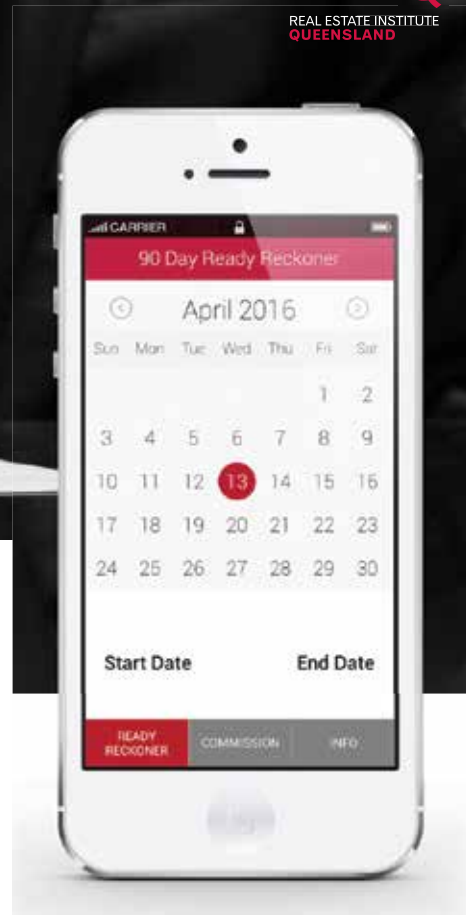 REAL ESTATE INSTITUTE
QUEENSLAND
CARRIER
90 Day Ready Reckoner
April 2016
Sun Mon Tue Wed Thu Fri Sat
1 2
3 4 5 6 7 8 9
10 11 12 13 14 15 16
17 18 19 20 21 22 23
24 25 26 27 28 29 30
Start Date End Date
READY
RECKONER COMMISSION INFO